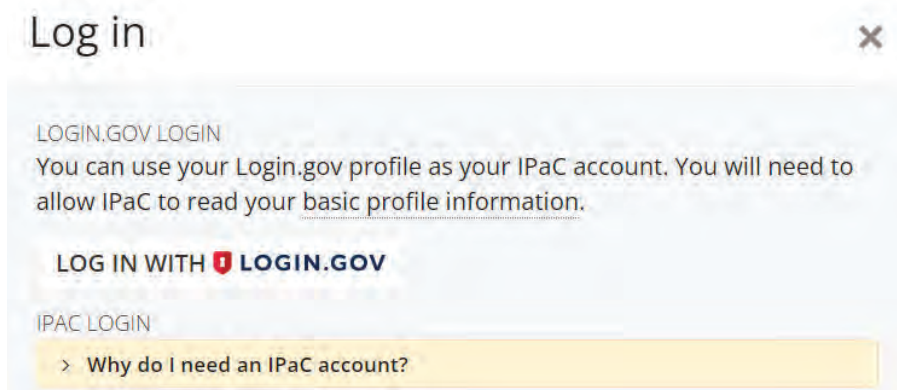 Log in
LOGIN.GOV LOGIN
You can use your Login.gov profile as your IPaC account. You will need to
allow IPaC to read your basic profile information.
LOG IN WITH LOGIN.GOV
IPAC LOGIN
> Why do I need an IPaC account?